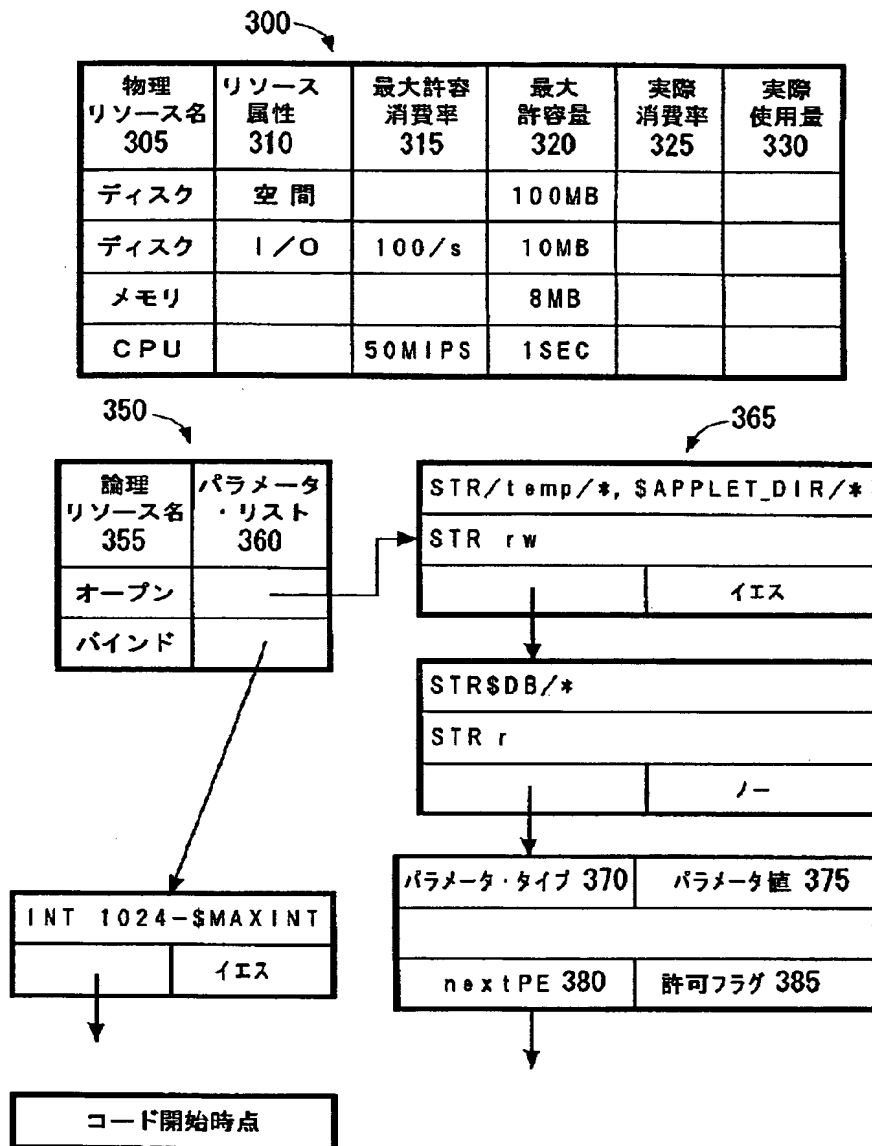 300
物理
リソース名
305
リソース
属性
310
最大許容
消費率
315
最大
許容量
320
実際
消費率
325
実際
使用量
330
ディスク 空間 100MB
ディスク I/O 100/s 10MB
メモリ 8MB
CPU 50MIPS 1SEC
350
論理
リソース名
355
パラメータ
・リスト
360
オープン
バインド
365
STR/temp/*, $APPLET_DIR/*
STR rw
イエス
STR$DB/*
STR r
ノー
パラメータ・タイプ 370 パラメータ値 375
nextPE 380 許可フラグ 385
INT 1024-$MAXINT
イエス
コード開始時点